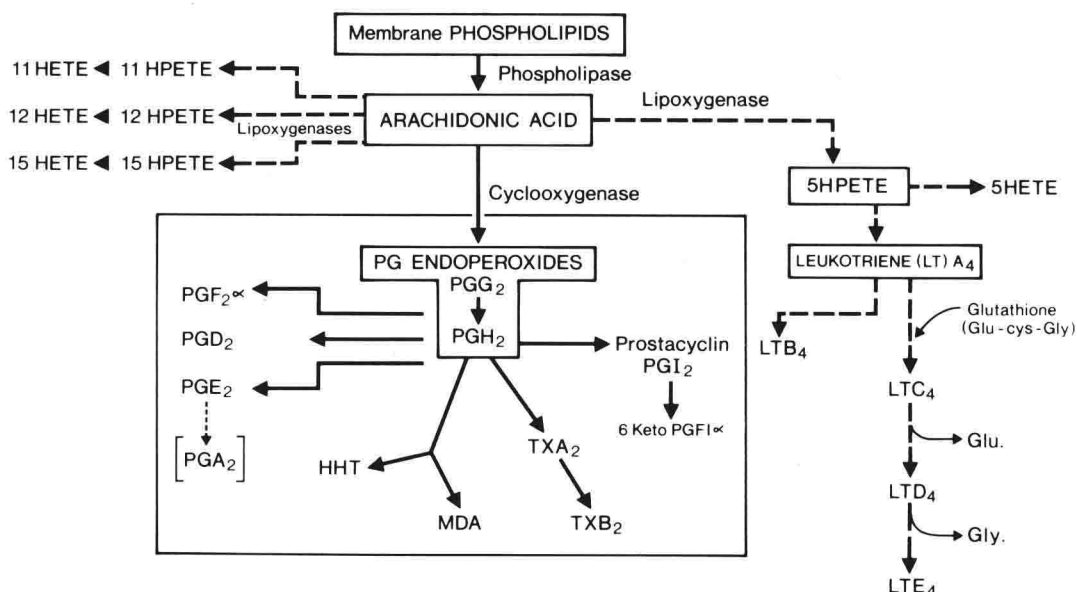 Membrane PHOSPHOLIPIDS
Phospholipase
11 HETE 11 HPETE
12 HETE 12 HPETE
Lipoxygenases
15 HETE 15 HPETE
ARACHIDONIC ACID
Lipoxygenase
5HPETE
5HETE
LEUKOTRIENE (LT) A4
Glutathione
(Glu-cys-Gly)
LTB4
LTC4
Glu.
LTD4
Gly.
LTE4
Cyclooxygenase
PG ENDOPEROXIDES
PGG2
PGH2
PGF2∝
PGD2
PGE2
[PGA2]
HHT
MDA
TXA2
TXB2
Prostacyclin
PGI2
6 Keto PGFI∝